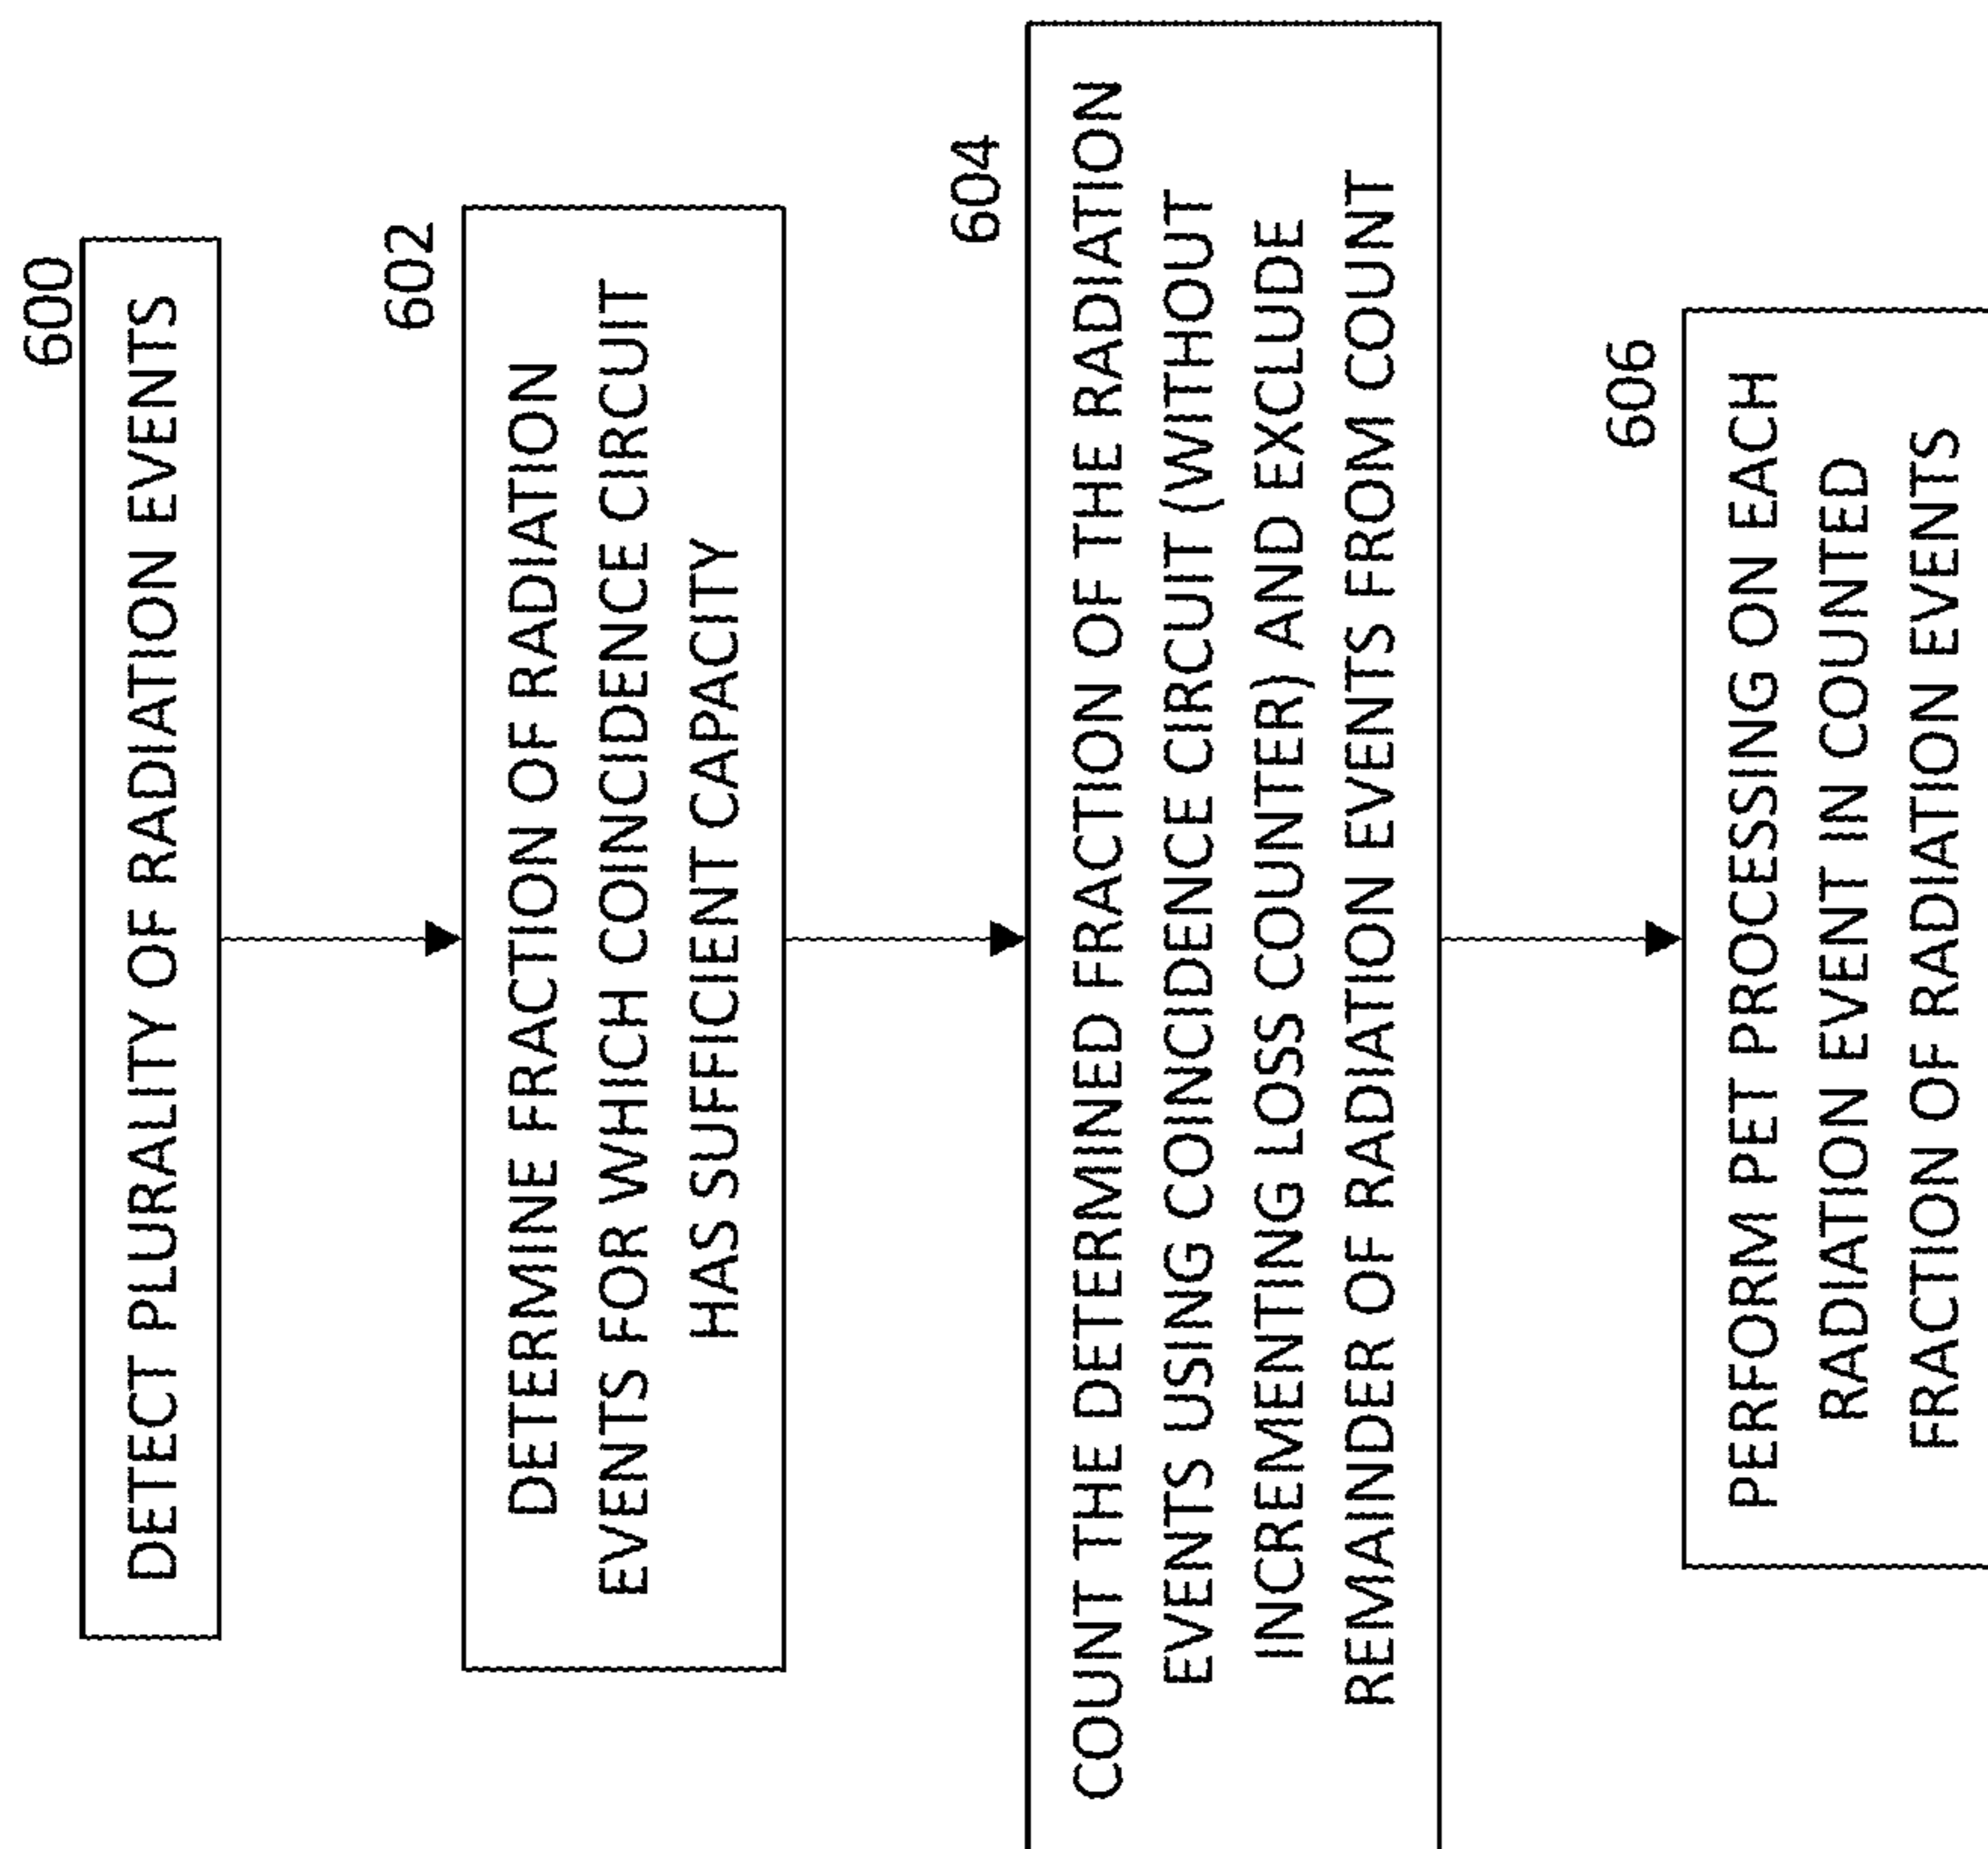 600
DETECT PLURALITY OF RADIATION EVENTS
602
DETERMINE FRACTION OF RADIATION
EVENTS FOR WHICH COINCIDENCE CIRCUIT
HAS SUFFICIENT CAPACITY
604
COUNT THE DETERMINED FRACTION OF THE RADIATION
EVENTS USING COINCIDENCE CIRCUIT (WITHOUT
INCREMENTING LOSS COUNTER) AND EXCLUDE
REMAINDER OF RADIATION EVENTS FROM COUNT
606
PERFORM PET PROCESSING ON EACH
RADIATION EVENT IN COUNTED
FRACTION OF RADIATION EVENTS